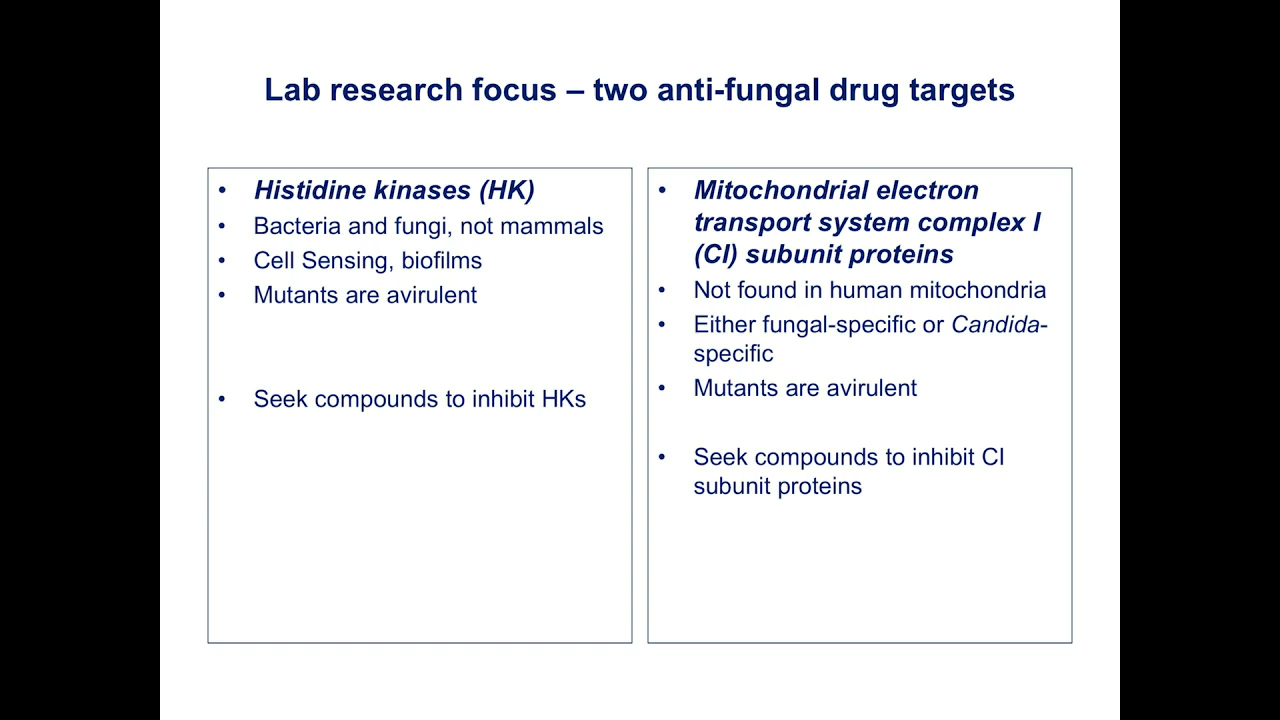 Lab research focus – two anti-fungal drug targets
• Histidine kinases (HK)
• Bacteria and fungi, not mammals
• Cell Sensing, biofilms
• Mutants are avirulent
• Seek compounds to inhibit HKs
• Mitochondrial electron
transport system complex I
(CI) subunit proteins
• Not found in human mitochondria
• Either fungal-specific or Candida-
specific
• Mutants are avirulent
• Seek compounds to inhibit CI
subunit proteins